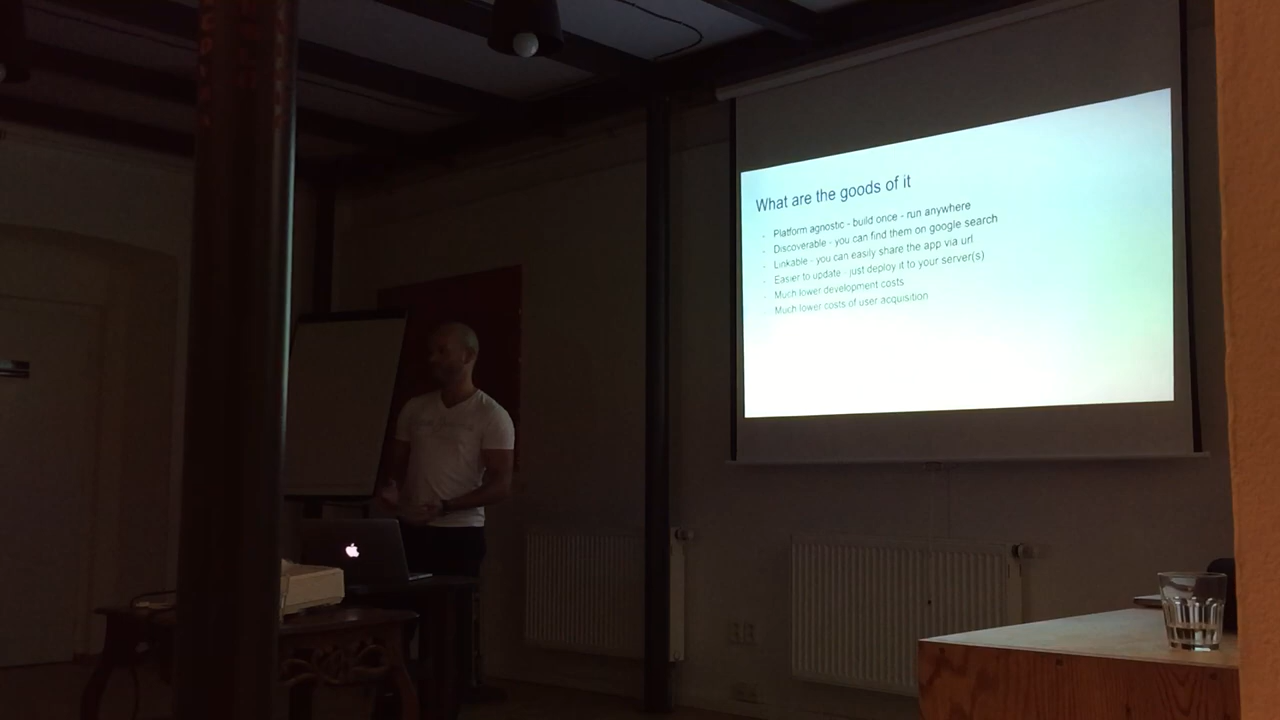 What are the goods of it
- Platform agnostic - build once - run anywhere
- Discoverable - you can find them on google search
- Linkable - you can easily share the app via url
- Easier to update - just deploy it to your server(s)
- Much lower development costs
Much lower costs of user acquisition